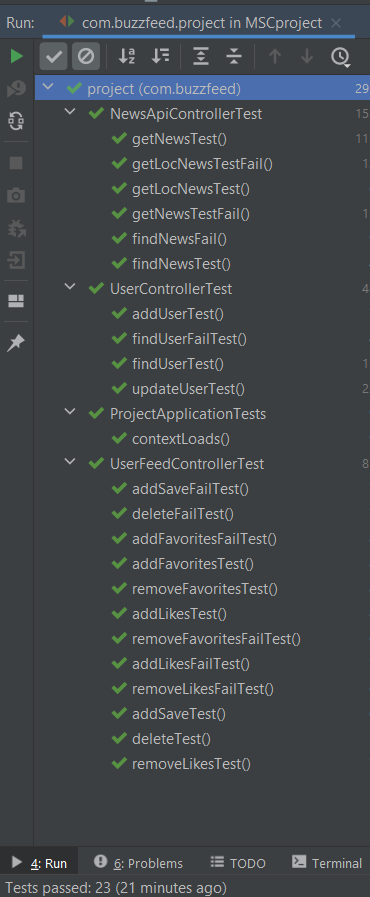 Run: com.buzzfeed.project in MSCproject
project (com.buzzfeed) 29
NewsApiControllerTest 15
getNewsTest() 11
getLocNewsTestFail() 1
getLocNewsTest()
getNewsTestFail() 1
findNewsFail()
findNewsTest()
UserControllerTest 4
addUserTest()
findUserFailTest()
findUserTest() 1
updateUserTest() 2
ProjectApplicationTests
contextLoads()
UserFeedControllerTest 8
addSaveFailTest()
deleteFailTest()
addFavoritesFailTest()
addFavoritesTest()
removeFavoritesTest()
addLikesTest()
removeFavoritesFailTest()
addLikesFailTest()
removeLikesFailTest()
addSaveTest()
deleteTest()
removeLikesTest()
4: Run 6: Problems TODO Terminal
Tests passed: 23 (21 minutes ago)